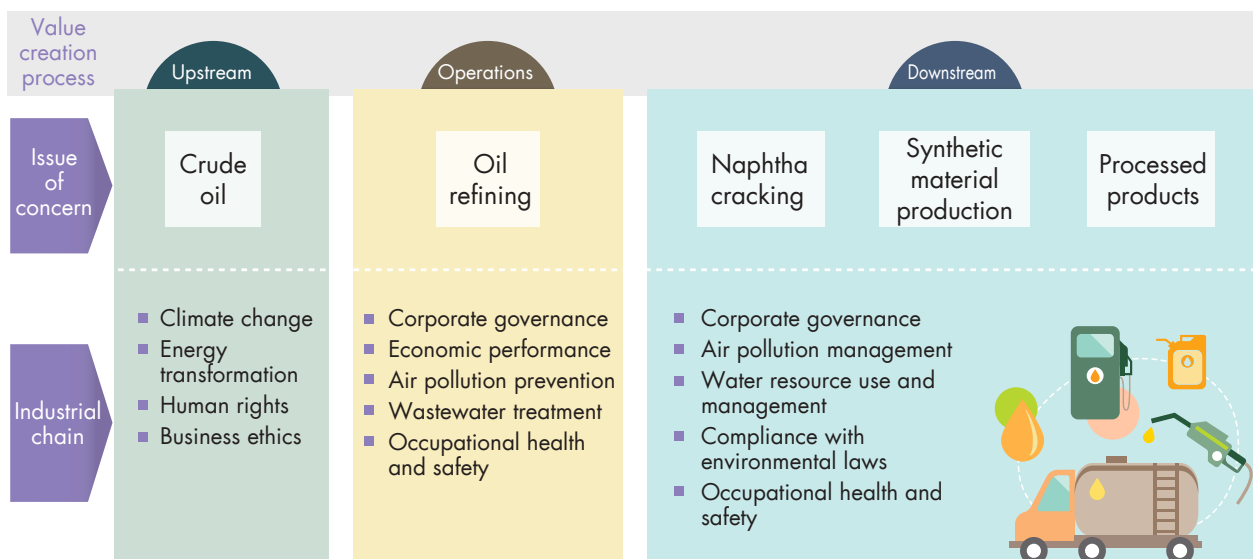 Value
creation
process
Upstream
Operations
Downstream
Issue
of
concern
Crude
oil
Oil
refining
Naphtha
cracking
Synthetic
material
production
Processed
products
Industrial
chain
Climate change
Energy
transformation
Human rights
Business ethics
Corporate governance
Economic performance
Air pollution prevention
Wastewater treatment
Occupational health
and safety
Corporate governance
Air pollution management
Water resource use and
management
Compliance with
environmental laws
Occupational health and
safety